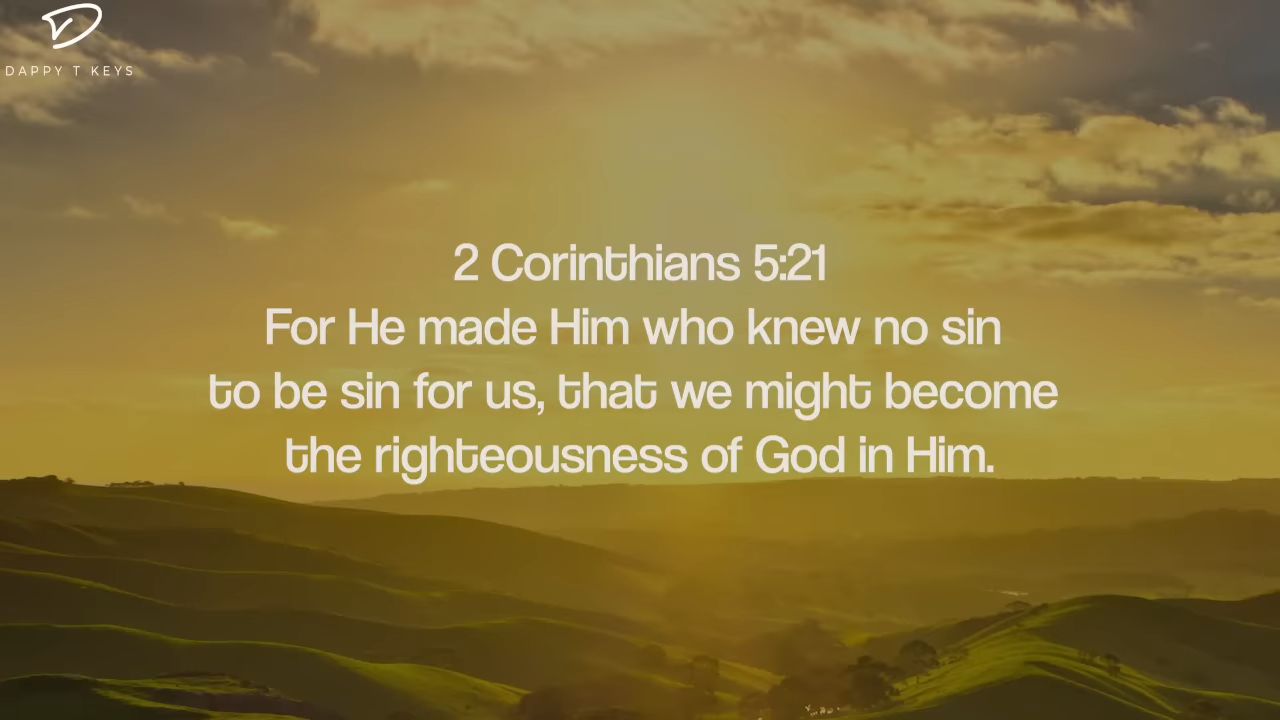 DAPPY T KEYS
2 Corinthians 5:21
For He made Him who knew no sin
to be sin for us, that we might become
the righteousness of God in Him.